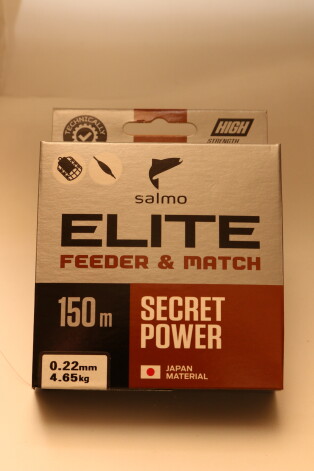 TECHNICALLY
HIGH
STRENGTH
salmo
ELITE
FEEDER & MATCH
150 m
SECRET
POWER
JAPAN
MATERIAL
0.22mm
4.65kg